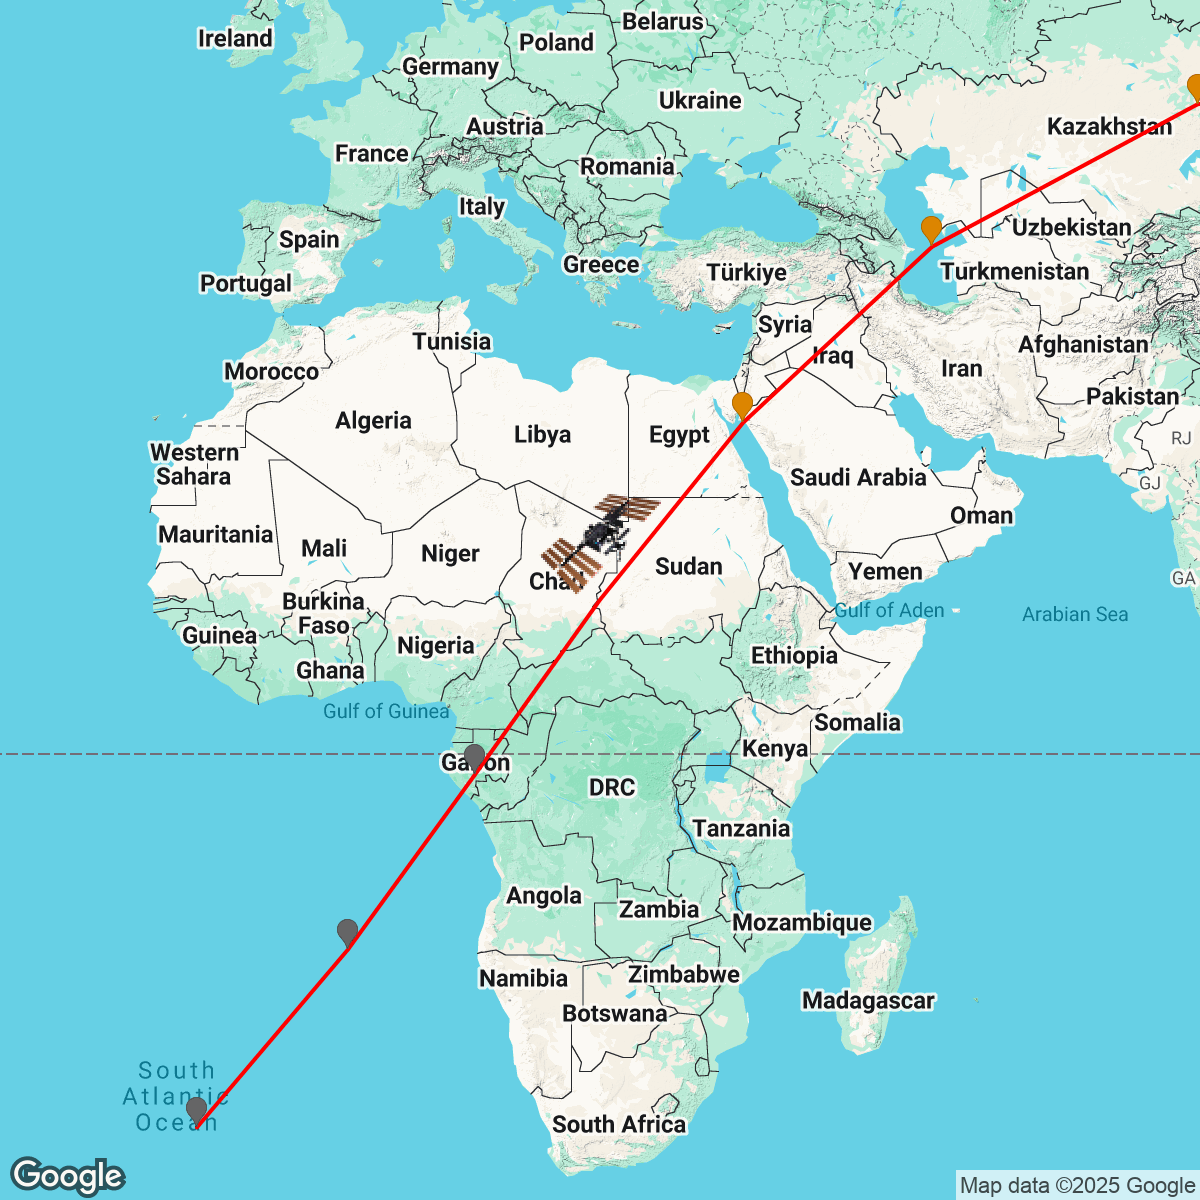 Ireland
Belarus
Poland
Germany
Ukraine
Kazakhstan
Austria
France
Romania
Italy
Spain
Uzbekistan
Greece
Türkiye
Turkmenistan
Portugal
Syria
Tunisia
Afghanistan
Iraq
Morocco
Iran
Pakistan
Algeria
Libya
Egypt
RJ
Western
Sahara
Saudi Arabia
GJ
Oman
Mauritania
Mali
Niger
Sudan
Yemen
GA
Chad
Burkina
Faso
Gulf of Aden
Arabian Sea
Guinea
Nigeria
Ethiopia
Ghana
Gulf of Guinea
Somalia
Kenya
Gabon
DRC
Tanzania
Angola
Zambia
Mozambique
Namibia
Zimbabwe
Madagascar
Botswana
South
Atlantic
Ocean
South Africa
Google
Map data ©2025 Google